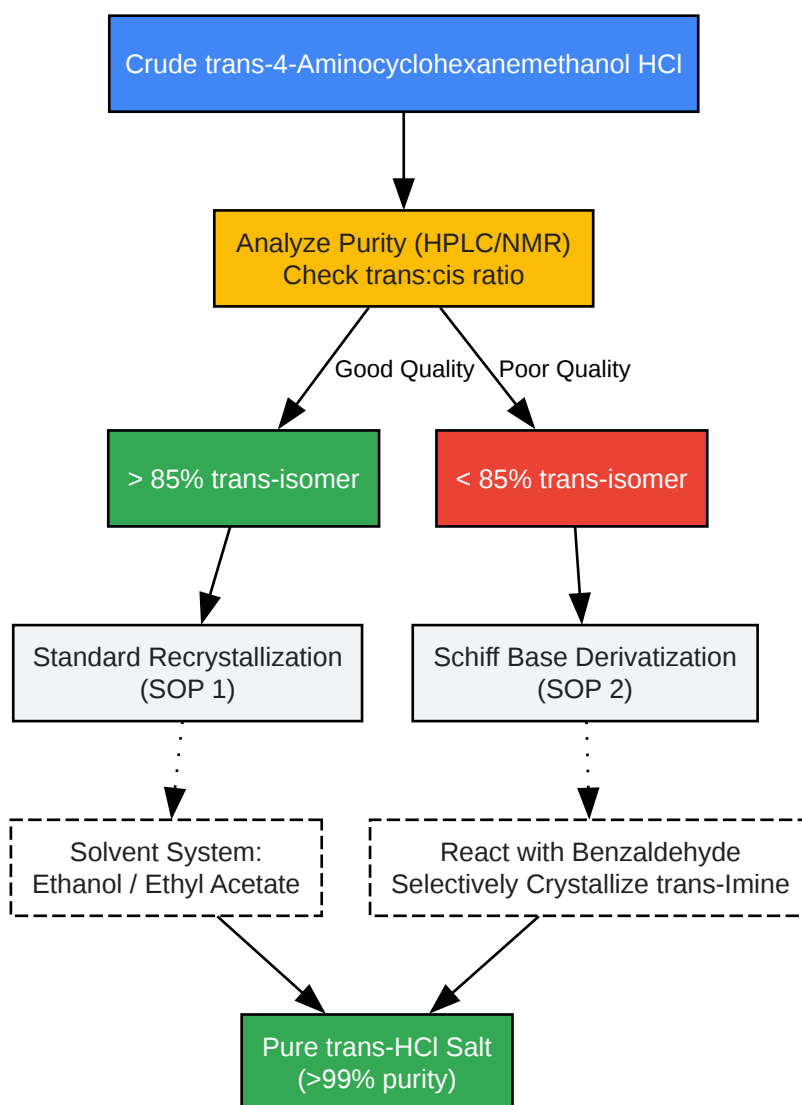 Crude trans-4-Aminocyclohexanemethanol HCl
Analyze Purity (HPLC/NMR)
Check trans:cis ratio
Good Quality
Poor Quality
> 85% trans-isomer
< 85% trans-isomer
Standard Recrystallization
(SOP 1)
Schiff Base Derivatization
(SOP 2)
Solvent System:
Ethanol / Ethyl Acetate
React with Benzaldehyde
Selectively Crystallize trans-Imine
Pure trans-HCl Salt
(>99% purity)